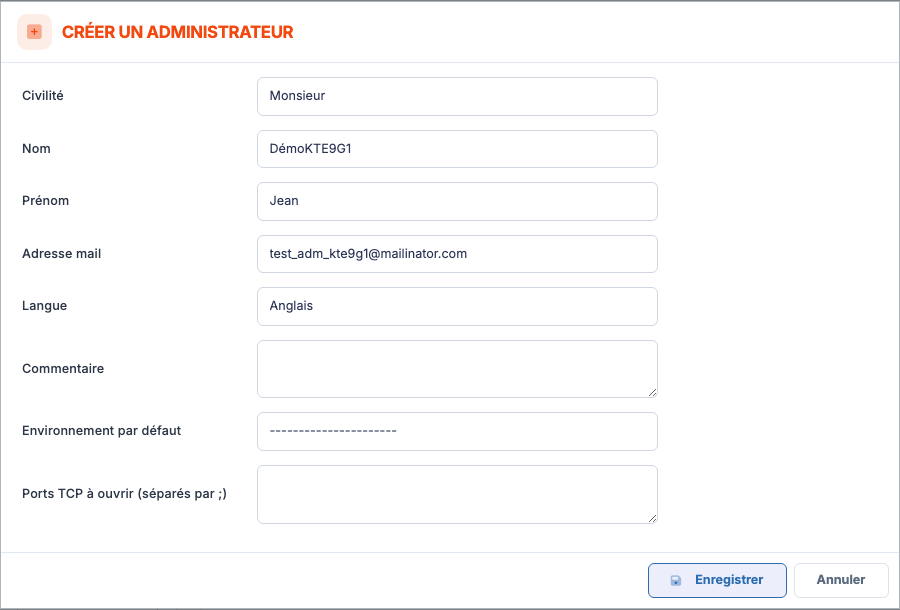 CRÉER UN ADMINISTRATEUR
Civilité
Monsieur
Nom
DémoKTE9G1
Prénom
Jean
Adresse mail
test_adm_kte9g1@mailinator.com
Langue
Anglais
Commentaire
Environnement par défaut
----------------------
Ports TCP à ouvrir (séparés par ;)
Enregistrer
Annuler